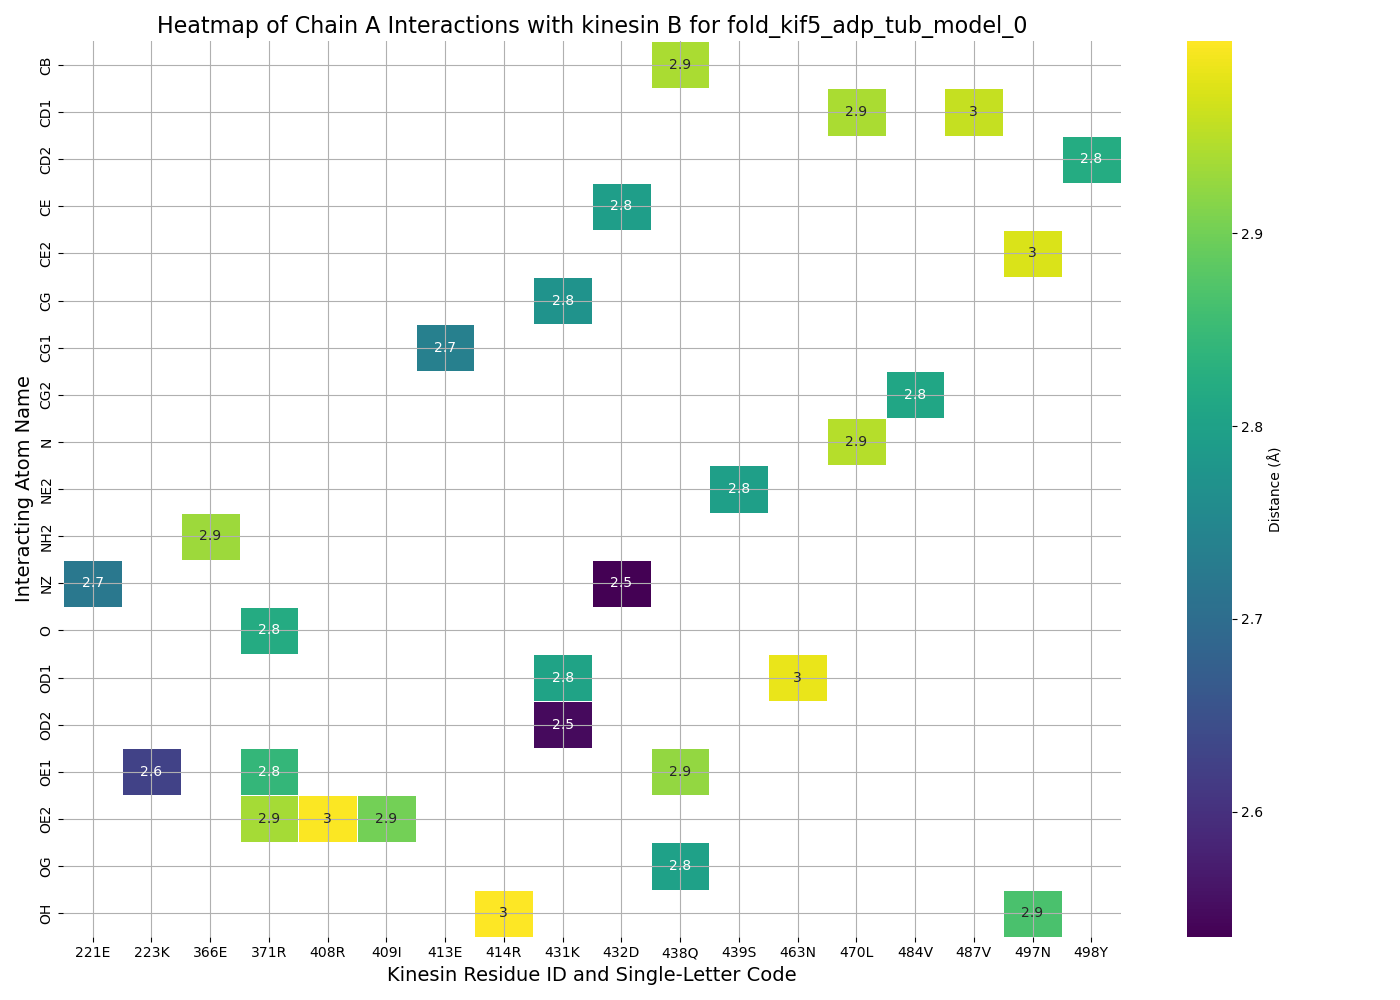 Heatmap of Chain A Interactions with kinesin B for fold_kif5_adp_tub_model_0
Interacting Atom Name
CB
2.9
CD1
2.9 3
CD2
2.8
CE
2.8
CE2
3
CG
2.8
CG1
2.7
CG2
2.8
N
2.9
NE2
2.8
NH2
2.9
NZ
2.7 2.5
O
2.8
OD1
2.8 3
OD2
2.5
OE1
2.6 2.8 2.9
OE2
2.9 3 2.9
OG
2.8
OH
3 2.9
221E 223K 366E 371R 408R 409I 413E 414R 431K 432D 438Q 439S 463N 470L 484V 487V 497N 498Y
Kinesin Residue ID and Single-Letter Code
2.9
2.8
2.7
2.6
Distance (Å)